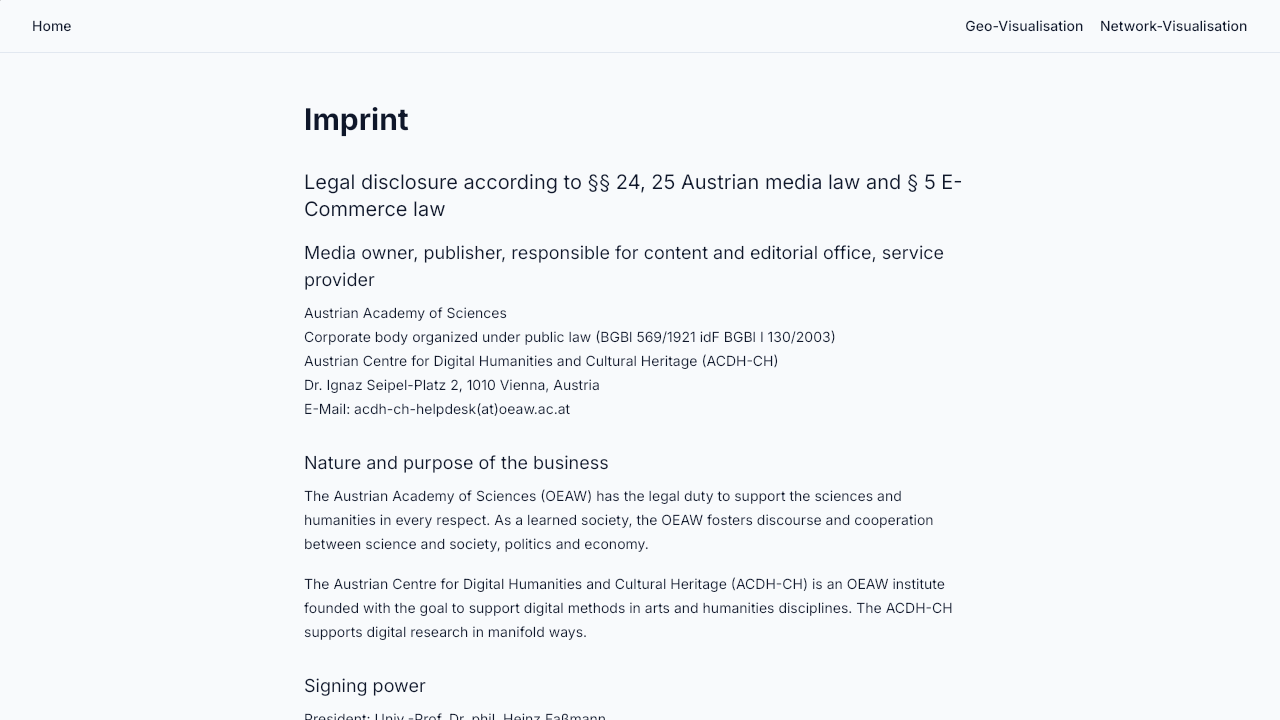 Home
Geo-Visualisation
Network-Visualisation
Imprint
Legal disclosure according to §§ 24, 25 Austrian media law and § 5 E-
Commerce law
Media owner, publisher, responsible for content and editorial office, service
provider
Austrian Academy of Sciences
Corporate body organized under public law (BGBl 569/1921 idF BGBl I 130/2003)
Austrian Centre for Digital Humanities and Cultural Heritage (ACDH-CH)
Dr. Ignaz Seipel-Platz 2, 1010 Vienna, Austria
E-Mail: acdh-ch-helpdesk(at)oeaw.ac.at
Nature and purpose of the business
The Austrian Academy of Sciences (OEAW) has the legal duty to support the sciences and
humanities in every respect. As a learned society, the OEAW fosters discourse and cooperation
between science and society, politics and economy.
The Austrian Centre for Digital Humanities and Cultural Heritage (ACDH-CH) is an OEAW institute
founded with the goal to support digital methods in arts and humanities disciplines. The ACDH-CH
supports digital research in manifold ways.
Signing power
President: Univ.-Prof. Dr. phil. Heinz Faßmann